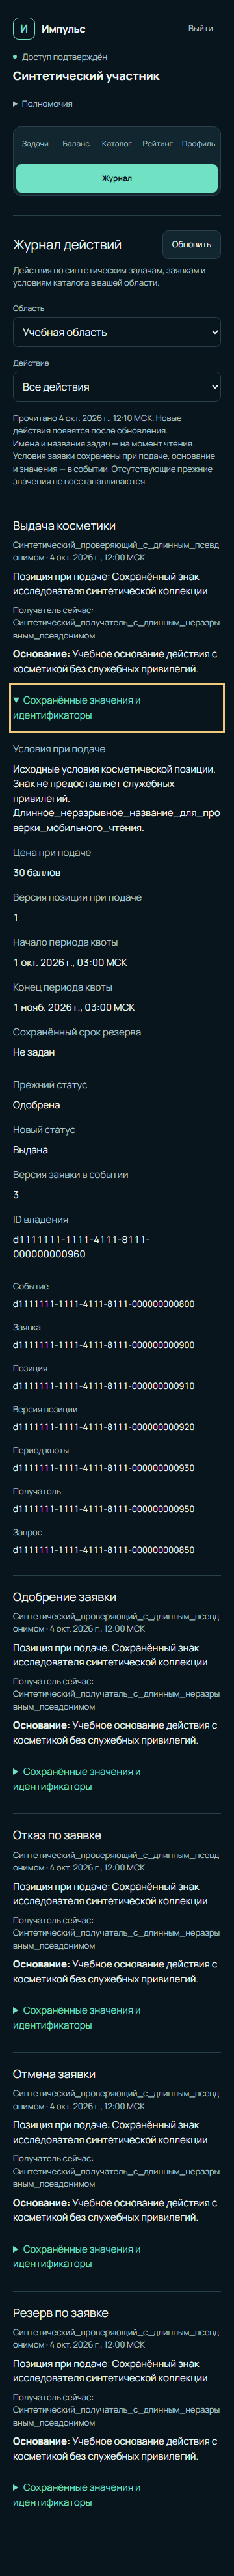 И Импульс Выйти
Доступ подтверждён
Синтетический участник
Полномочия
Задачи Баланс Каталог Рейтинг Профиль
Журнал
Журнал действий
Обновить
Действия по синтетическим задачам, заявкам и
условиям каталога в вашей области.
Область
Учебная область
Действие
Все действия
Прочитано 4 окт. 2026 г., 12:10 МСК. Новые
действия появятся после обновления.
Имена и названия задач — на момент чтения.
Условия заявки сохранены при подаче, основание
и значения — в событии. Отсутствующие прежние
значения не восстанавливаются.
Выдача косметики
Синтетический_проверяющий_с_длинным_псевд
онимом · 4 окт. 2026 г., 12:00 МСК
Позиция при подаче: Сохранённый знак
исследователя синтетической коллекции
Получатель сейчас:
Синтетический_получатель_с_длинным_неразры
вным_псевдонимом
Основание: Учебное основание действия с
косметикой без служебных привилегий.
Сохранённые значения и
идентификаторы
Условия при подаче
Исходные условия косметической позиции.
Знак не предоставляет служебных
привилегий.
Длинное_неразрывное_название_для_про
верки_мобильного_чтения.
Цена при подаче
30 баллов
Версия позиции при подаче
1
Начало периода квоты
1 окт. 2026 г., 03:00 МСК
Конец периода квоты
1 нояб. 2026 г., 03:00 МСК
Сохранённый срок резерва
Не задан
Прежний статус
Одобрена
Новый статус
Выдана
Версия заявки в событии
3
ID владения
d1111111-1111-4111-8111-
000000000960
Событие
d1111111-1111-4111-8111-000000000800
Заявка
d1111111-1111-4111-8111-000000000900
Позиция
d1111111-1111-4111-8111-000000000910
Версия позиции
d1111111-1111-4111-8111-000000000920
Период квоты
d1111111-1111-4111-8111-000000000930
Получатель
d1111111-1111-4111-8111-000000000950
Запрос
d1111111-1111-4111-8111-000000000850
Одобрение заявки
Синтетический_проверяющий_с_длинным_псевд
онимом · 4 окт. 2026 г., 12:00 МСК
Позиция при подаче: Сохранённый знак
исследователя синтетической коллекции
Получатель сейчас:
Синтетический_получатель_с_длинным_неразры
вным_псевдонимом
Основание: Учебное основание действия с
косметикой без служебных привилегий.
Сохранённые значения и
идентификаторы
Отказ по заявке
Синтетический_проверяющий_с_длинным_псевд
онимом · 4 окт. 2026 г., 12:00 МСК
Позиция при подаче: Сохранённый знак
исследователя синтетической коллекции
Получатель сейчас:
Синтетический_получатель_с_длинным_неразры
вным_псевдонимом
Основание: Учебное основание действия с
косметикой без служебных привилегий.
Сохранённые значения и
идентификаторы
Отмена заявки
Синтетический_проверяющий_с_длинным_псевд
онимом · 4 окт. 2026 г., 12:00 МСК
Позиция при подаче: Сохранённый знак
исследователя синтетической коллекции
Получатель сейчас:
Синтетический_получатель_с_длинным_неразры
вным_псевдонимом
Основание: Учебное основание действия с
косметикой без служебных привилегий.
Сохранённые значения и
идентификаторы
Резерв по заявке
Синтетический_проверяющий_с_длинным_псевд
онимом · 4 окт. 2026 г., 12:00 МСК
Позиция при подаче: Сохранённый знак
исследователя синтетической коллекции
Получатель сейчас:
Синтетический_получатель_с_длинным_неразры
вным_псевдонимом
Основание: Учебное основание действия с
косметикой без служебных привилегий.
Сохранённые значения и
идентификаторы